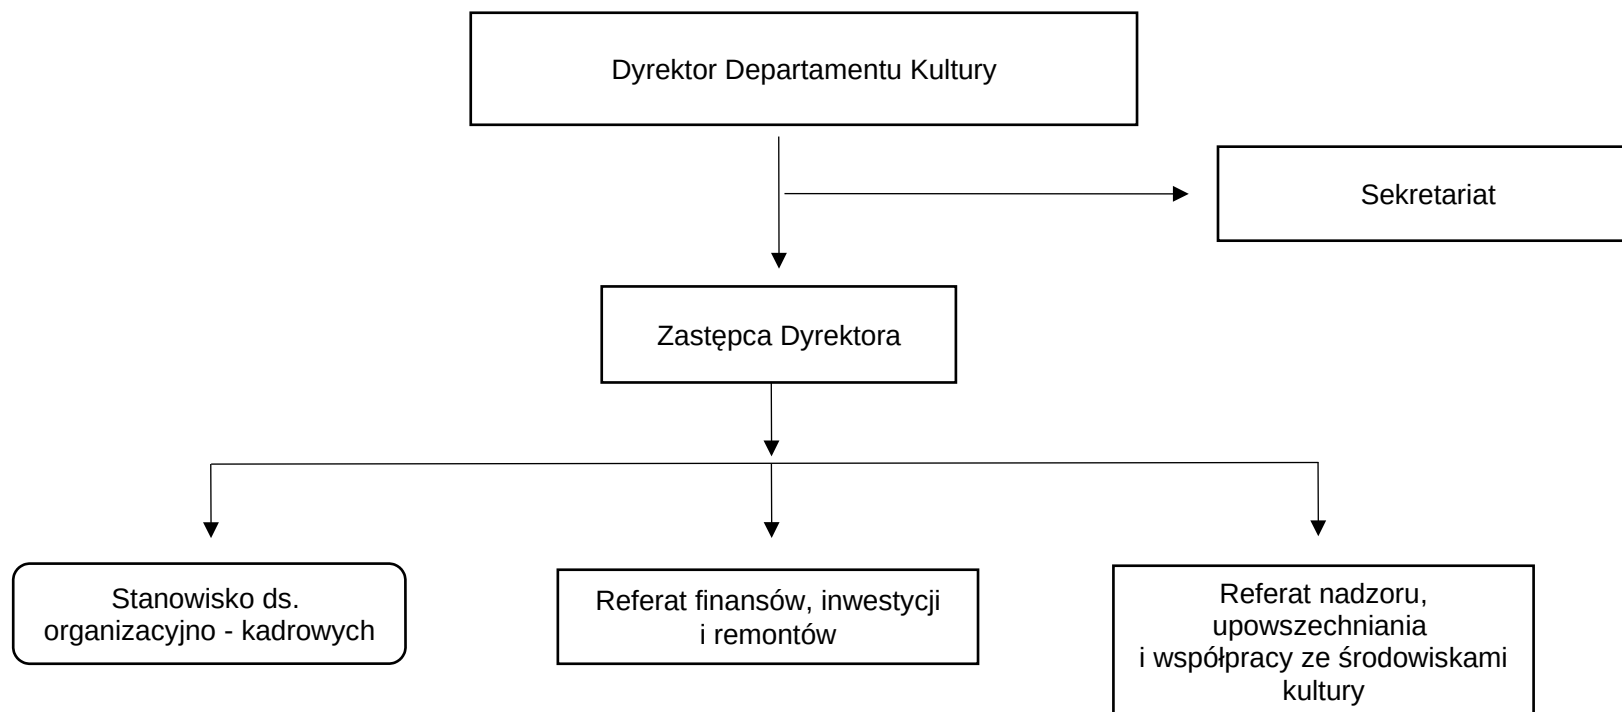 Dyrektor Departamentu Kultury
Sekretariat
Zastępca Dyrektora
Stanowisko ds.
organizacyjno - kadrowych
Referat finansów, inwestycji
i remontów
Referat nadzoru,
upowszechniania
i współpracy ze środowiskami
kultury